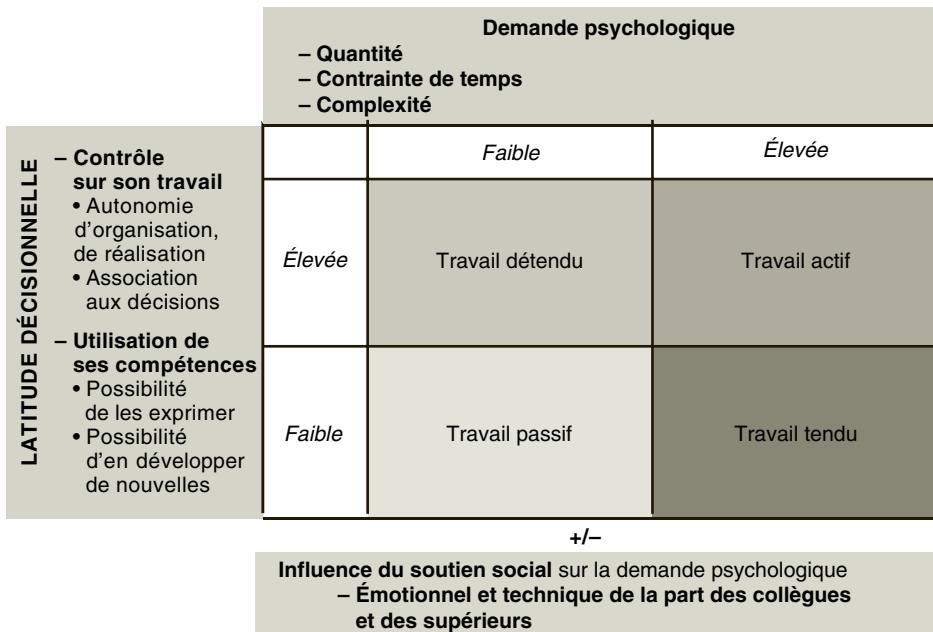 Demande psychologique
– Quantité
– Contrainte de temps
– Complexité
LATITUDE DÉCISIONNELLE
– Contrôle
sur son travail
• Autonomie
d'organisation,
de réalisation
• Association
aux décisions
– Utilisation de
ses compétences
• Possibilité
de les exprimer
• Possibilité
d'en développer
de nouvelles
Faible
Élevée
Élevée
Travail détendu
Travail actif
Faible
Travail passif
Travail tendu
+/–
Influence du soutien social sur la demande psychologique
– Émotionnel et technique de la part des collègues
et des supérieurs